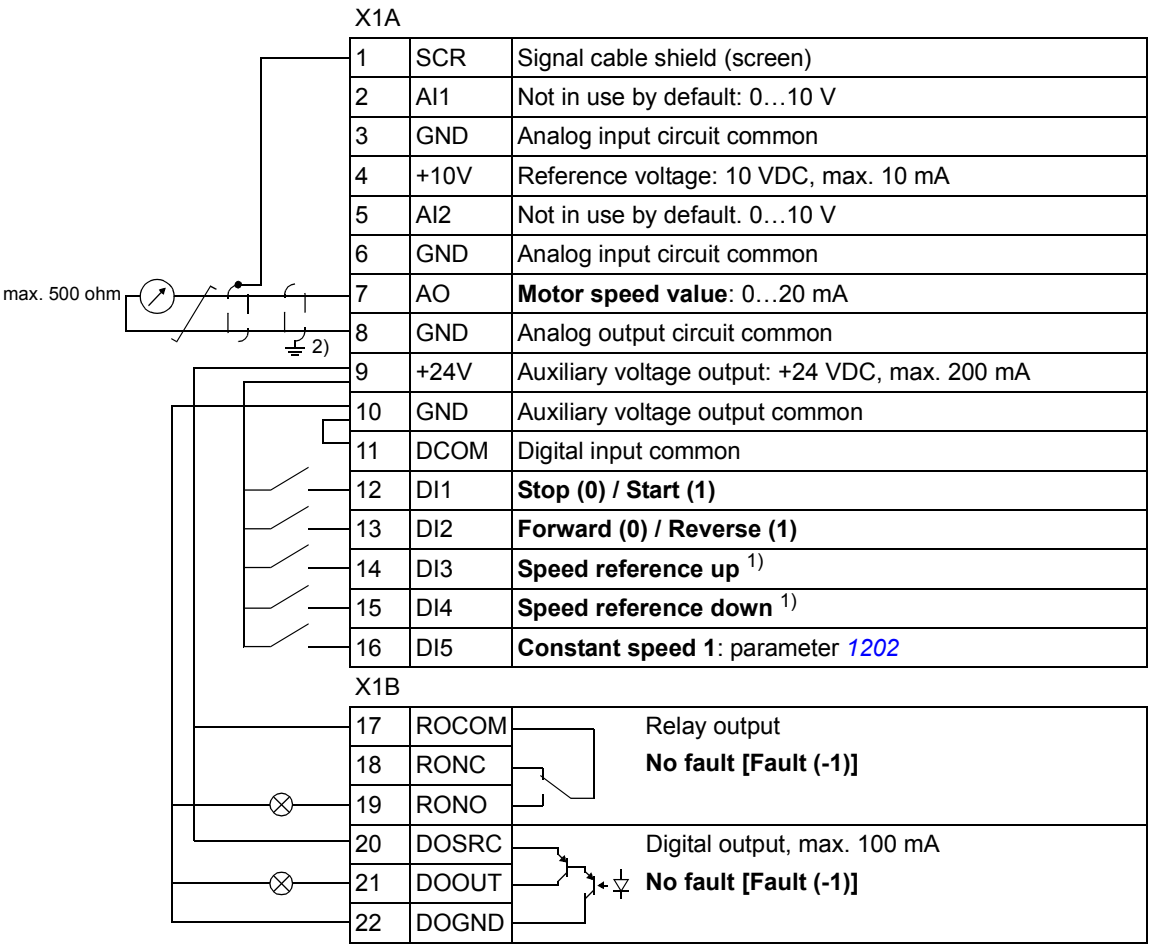 X1A
1 SCR Signal cable shield (screen)
2 AI1 Not in use by default: 0…10 V
3 GND Analog input circuit common
4 +10V Reference voltage: 10 VDC, max. 10 mA
5 AI2 Not in use by default. 0…10 V
6 GND Analog input circuit common
max. 500 ohm 7 AO Motor speed value: 0…20 mA
8 GND Analog output circuit common
2)
9 +24V Auxiliary voltage output: +24 VDC, max. 200 mA
10 GND Auxiliary voltage output common
11 DCOM Digital input common
12 DI1 Stop (0) / Start (1)
13 DI2 Forward (0) / Reverse (1)
14 DI3 Speed reference up 1)
15 DI4 Speed reference down 1)
16 DI5 Constant speed 1: parameter 1202
X1B
17 ROCOM Relay output
18 RONC No fault [Fault (-1)]
19 RONO
20 DOSRC Digital output, max. 100 mA
21 DOOUT No fault [Fault (-1)]
22 DOGND